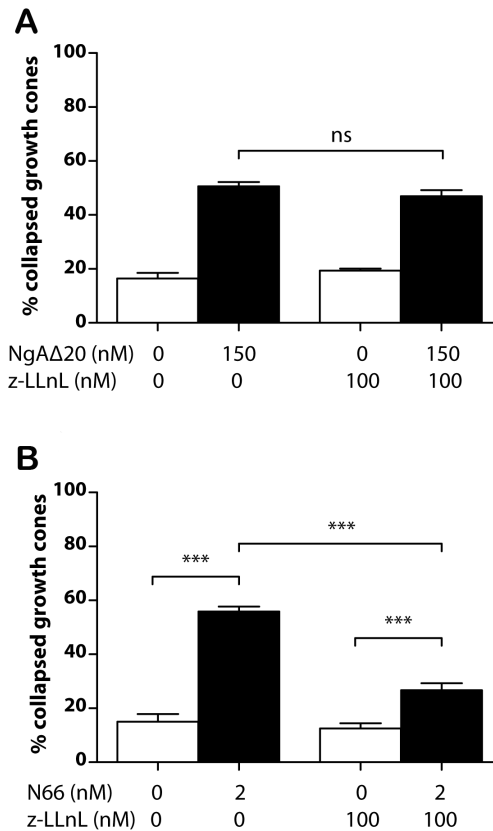 A
% collapsed growth cones
100
80
60
40
20
0
ns
NgAΔ20 (nM) 0 150 0 150
z-LLnL (nM) 0 0 100 100
B
% collapsed growth cones
100
80
60
40
20
0
***
***
***
N66 (nM) 0 2 0 2
z-LLnL (nM) 0 0 100 100